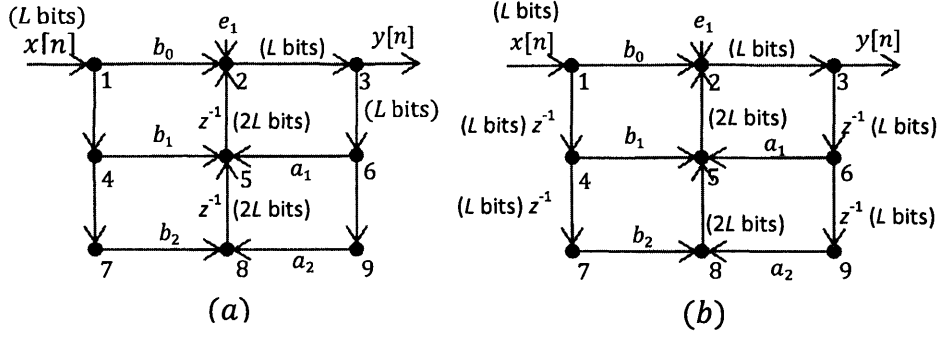 (L bits)
x[n] b₀ e₁ (L bits) y[n]
1 2 3
z⁻¹ (2L bits) (L bits)
b₁ a₁
4 5 6
z⁻¹ (2L bits)
b₂ a₂
7 8 9
(a)
(L bits)
x[n] b₀ e₁ (L bits) y[n]
1 2 3
(L bits) z⁻¹ (2L bits) z⁻¹ (L bits)
b₁ a₁
4 5 6
(L bits) z⁻¹ (2L bits) z⁻¹ (L bits)
b₂ a₂
7 8 9
(b)